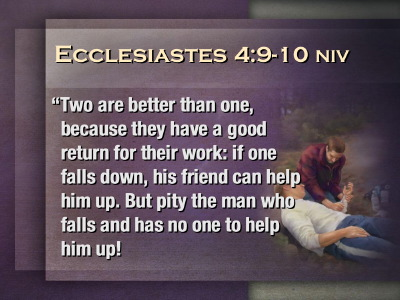 Ecclesiastes 4:9-10 NIV
“Two are better than one,
because they have a good
return for their work: if one
falls down, his friend can help
him up. But pity the man who
falls and has no one to help
him up!